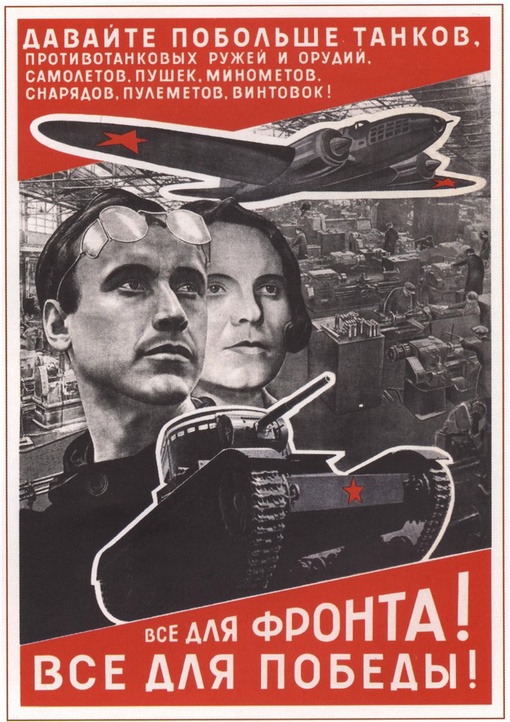 ДАВАЙТЕ ПОБОЛЬШЕ ТАНКОВ,
ПРОТИВОТАНКОВЫХ РУЖЕЙ И ОРУДИЙ,
САМОЛЕТОВ, ПУШЕК, МИНОМЕТОВ,
СНАРЯДОВ, ПУЛЕМЕТОВ, ВИНТОВОК!
ВСЕ ДЛЯ ФРОНТА!
ВСЕ ДЛЯ ПОБЕДЫ!